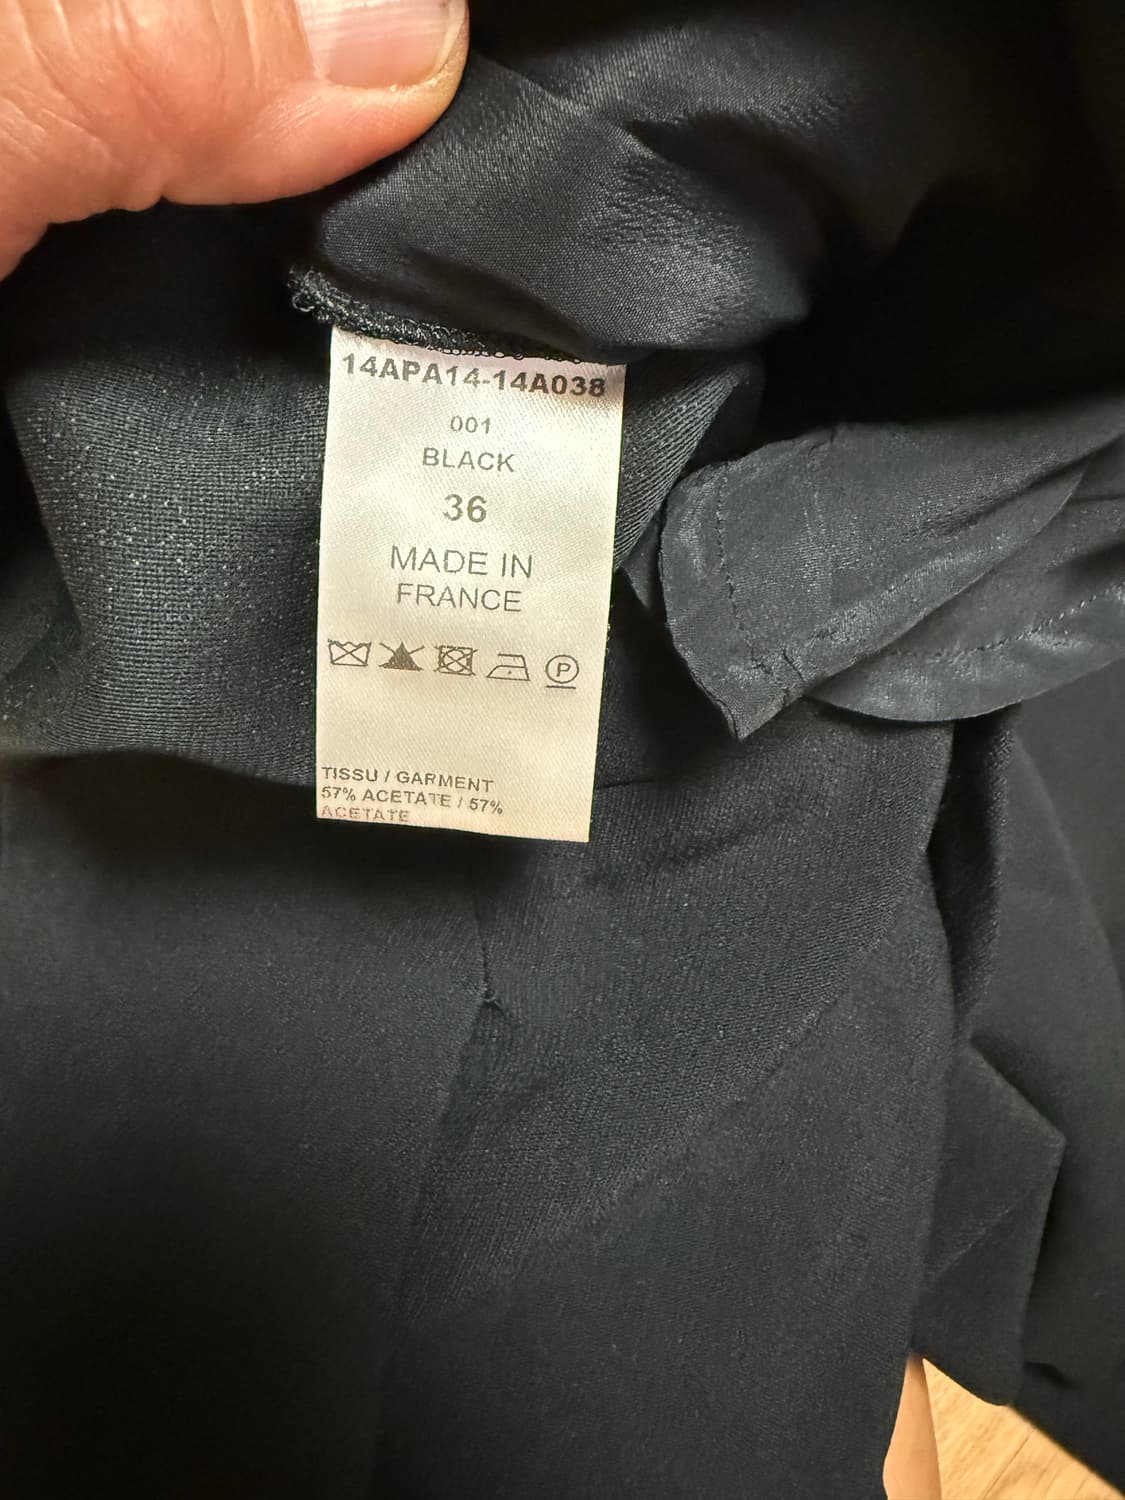 14APA14-14A038
001
BLACK
36
MADE IN
FRANCE
P
TISSU / GARMENT
57% ACETATE / 57%
ACETATE